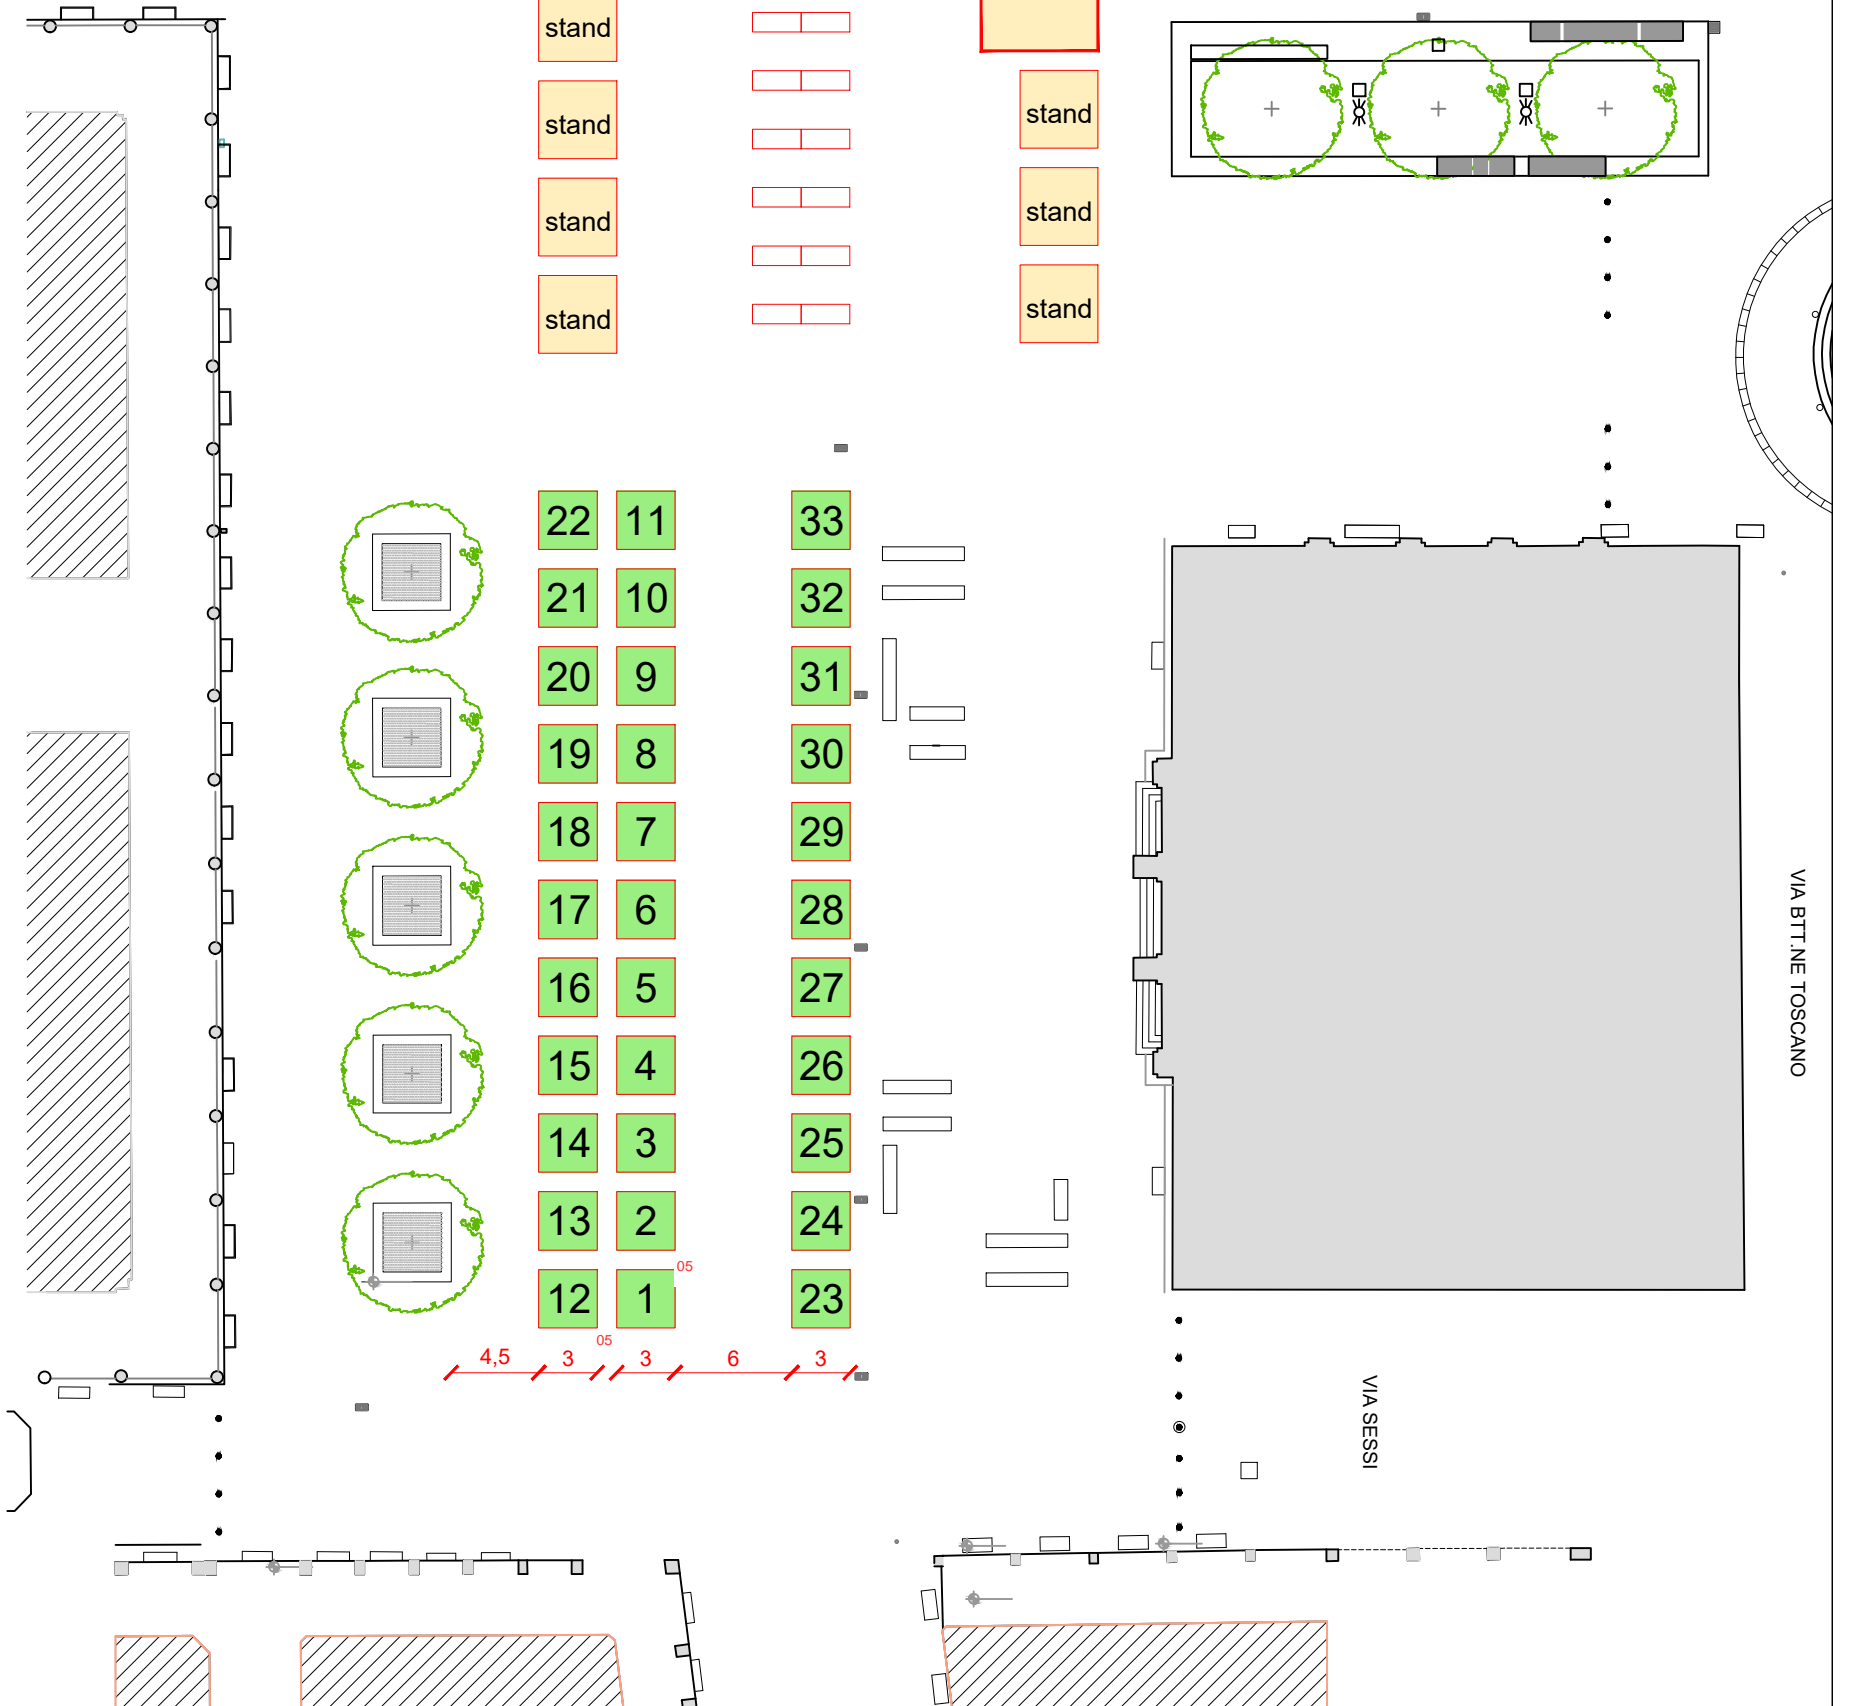 stand
stand
stand
stand
stand
stand
stand
22 11 33
21 10 32
20 9 31
19 8 30
18 7 29
17 6 28
16 5 27
15 4 26
14 3 25
13 2 24
05
12 1 23
05
4,5 3 3 6 3
VIA BTT.NE TOSCANO
VIA SESSI